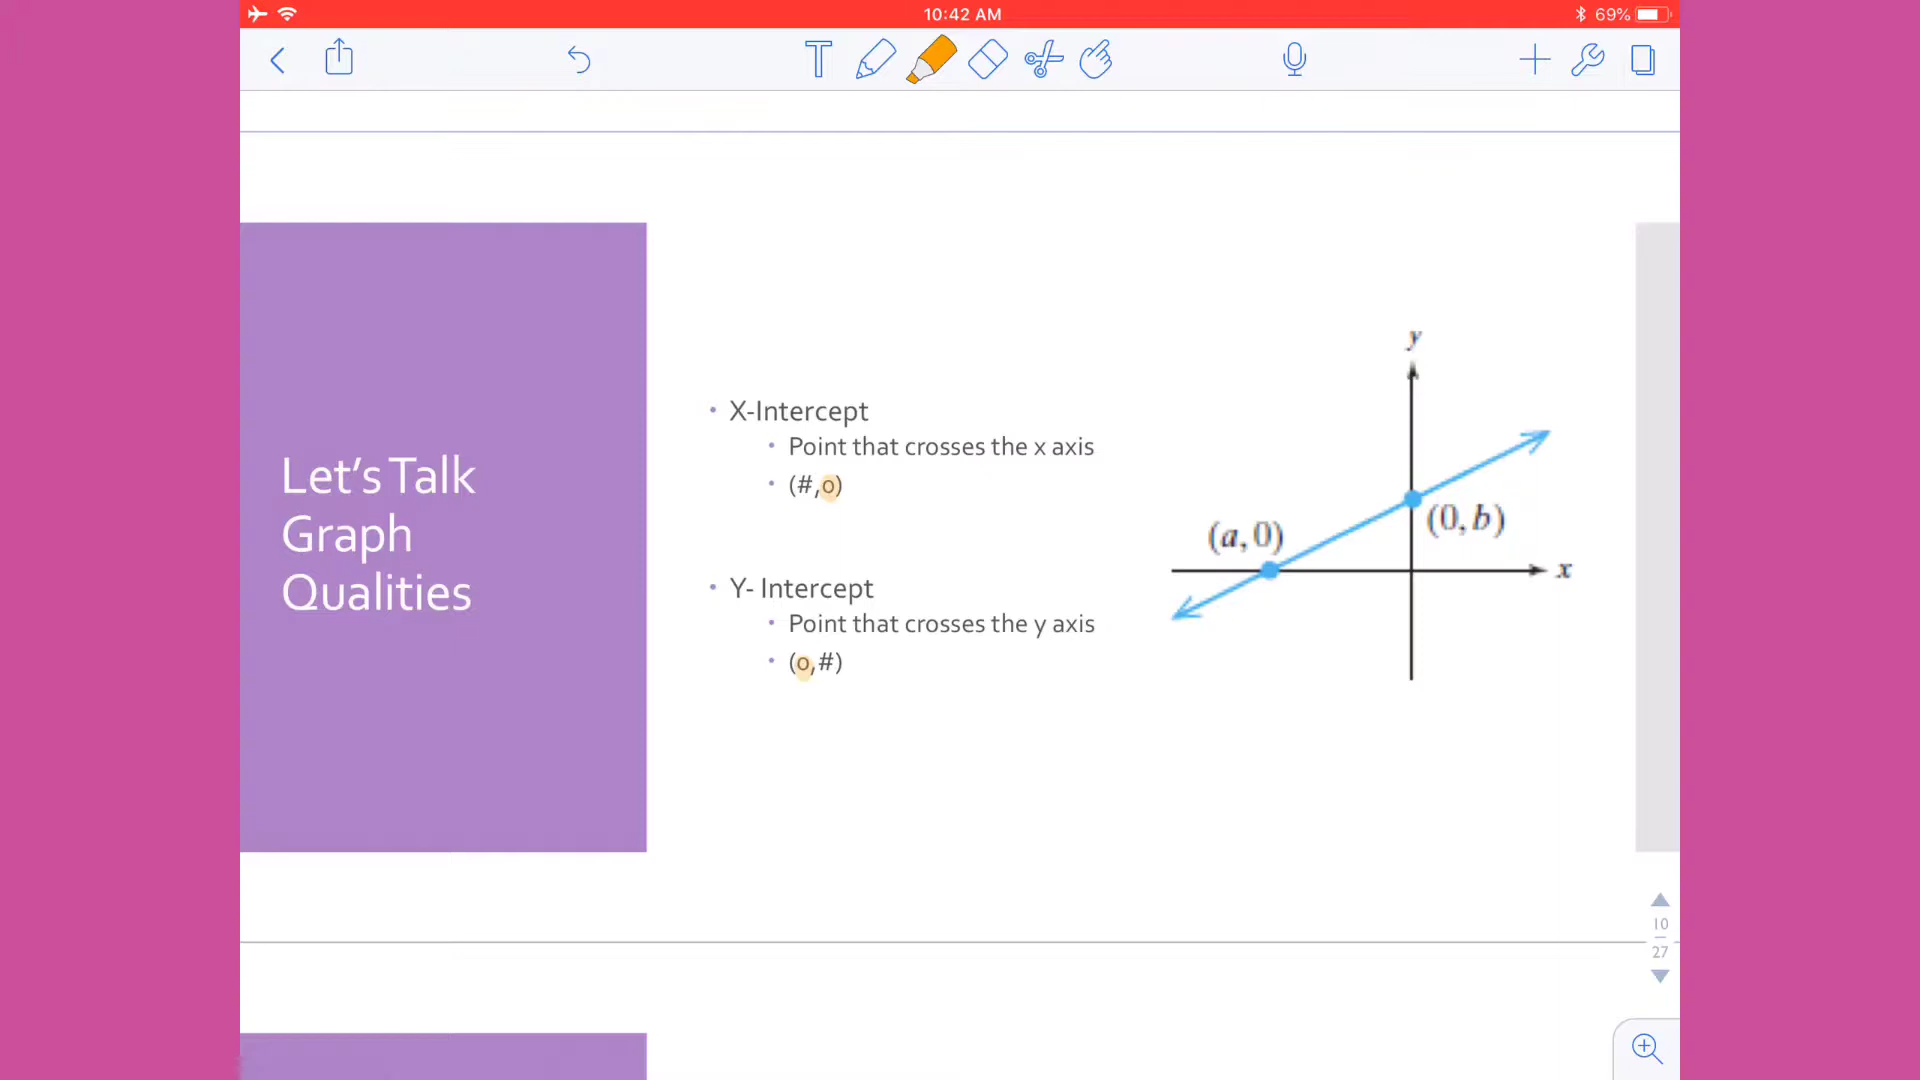 10:42 AM
69%
T
Let's Talk
Graph
Qualities
• X-Intercept
• Point that crosses the x axis
• (#,0)
• Y- Intercept
• Point that crosses the y axis
• (0,#)
y
(0, b)
(a, 0)
x
10
27